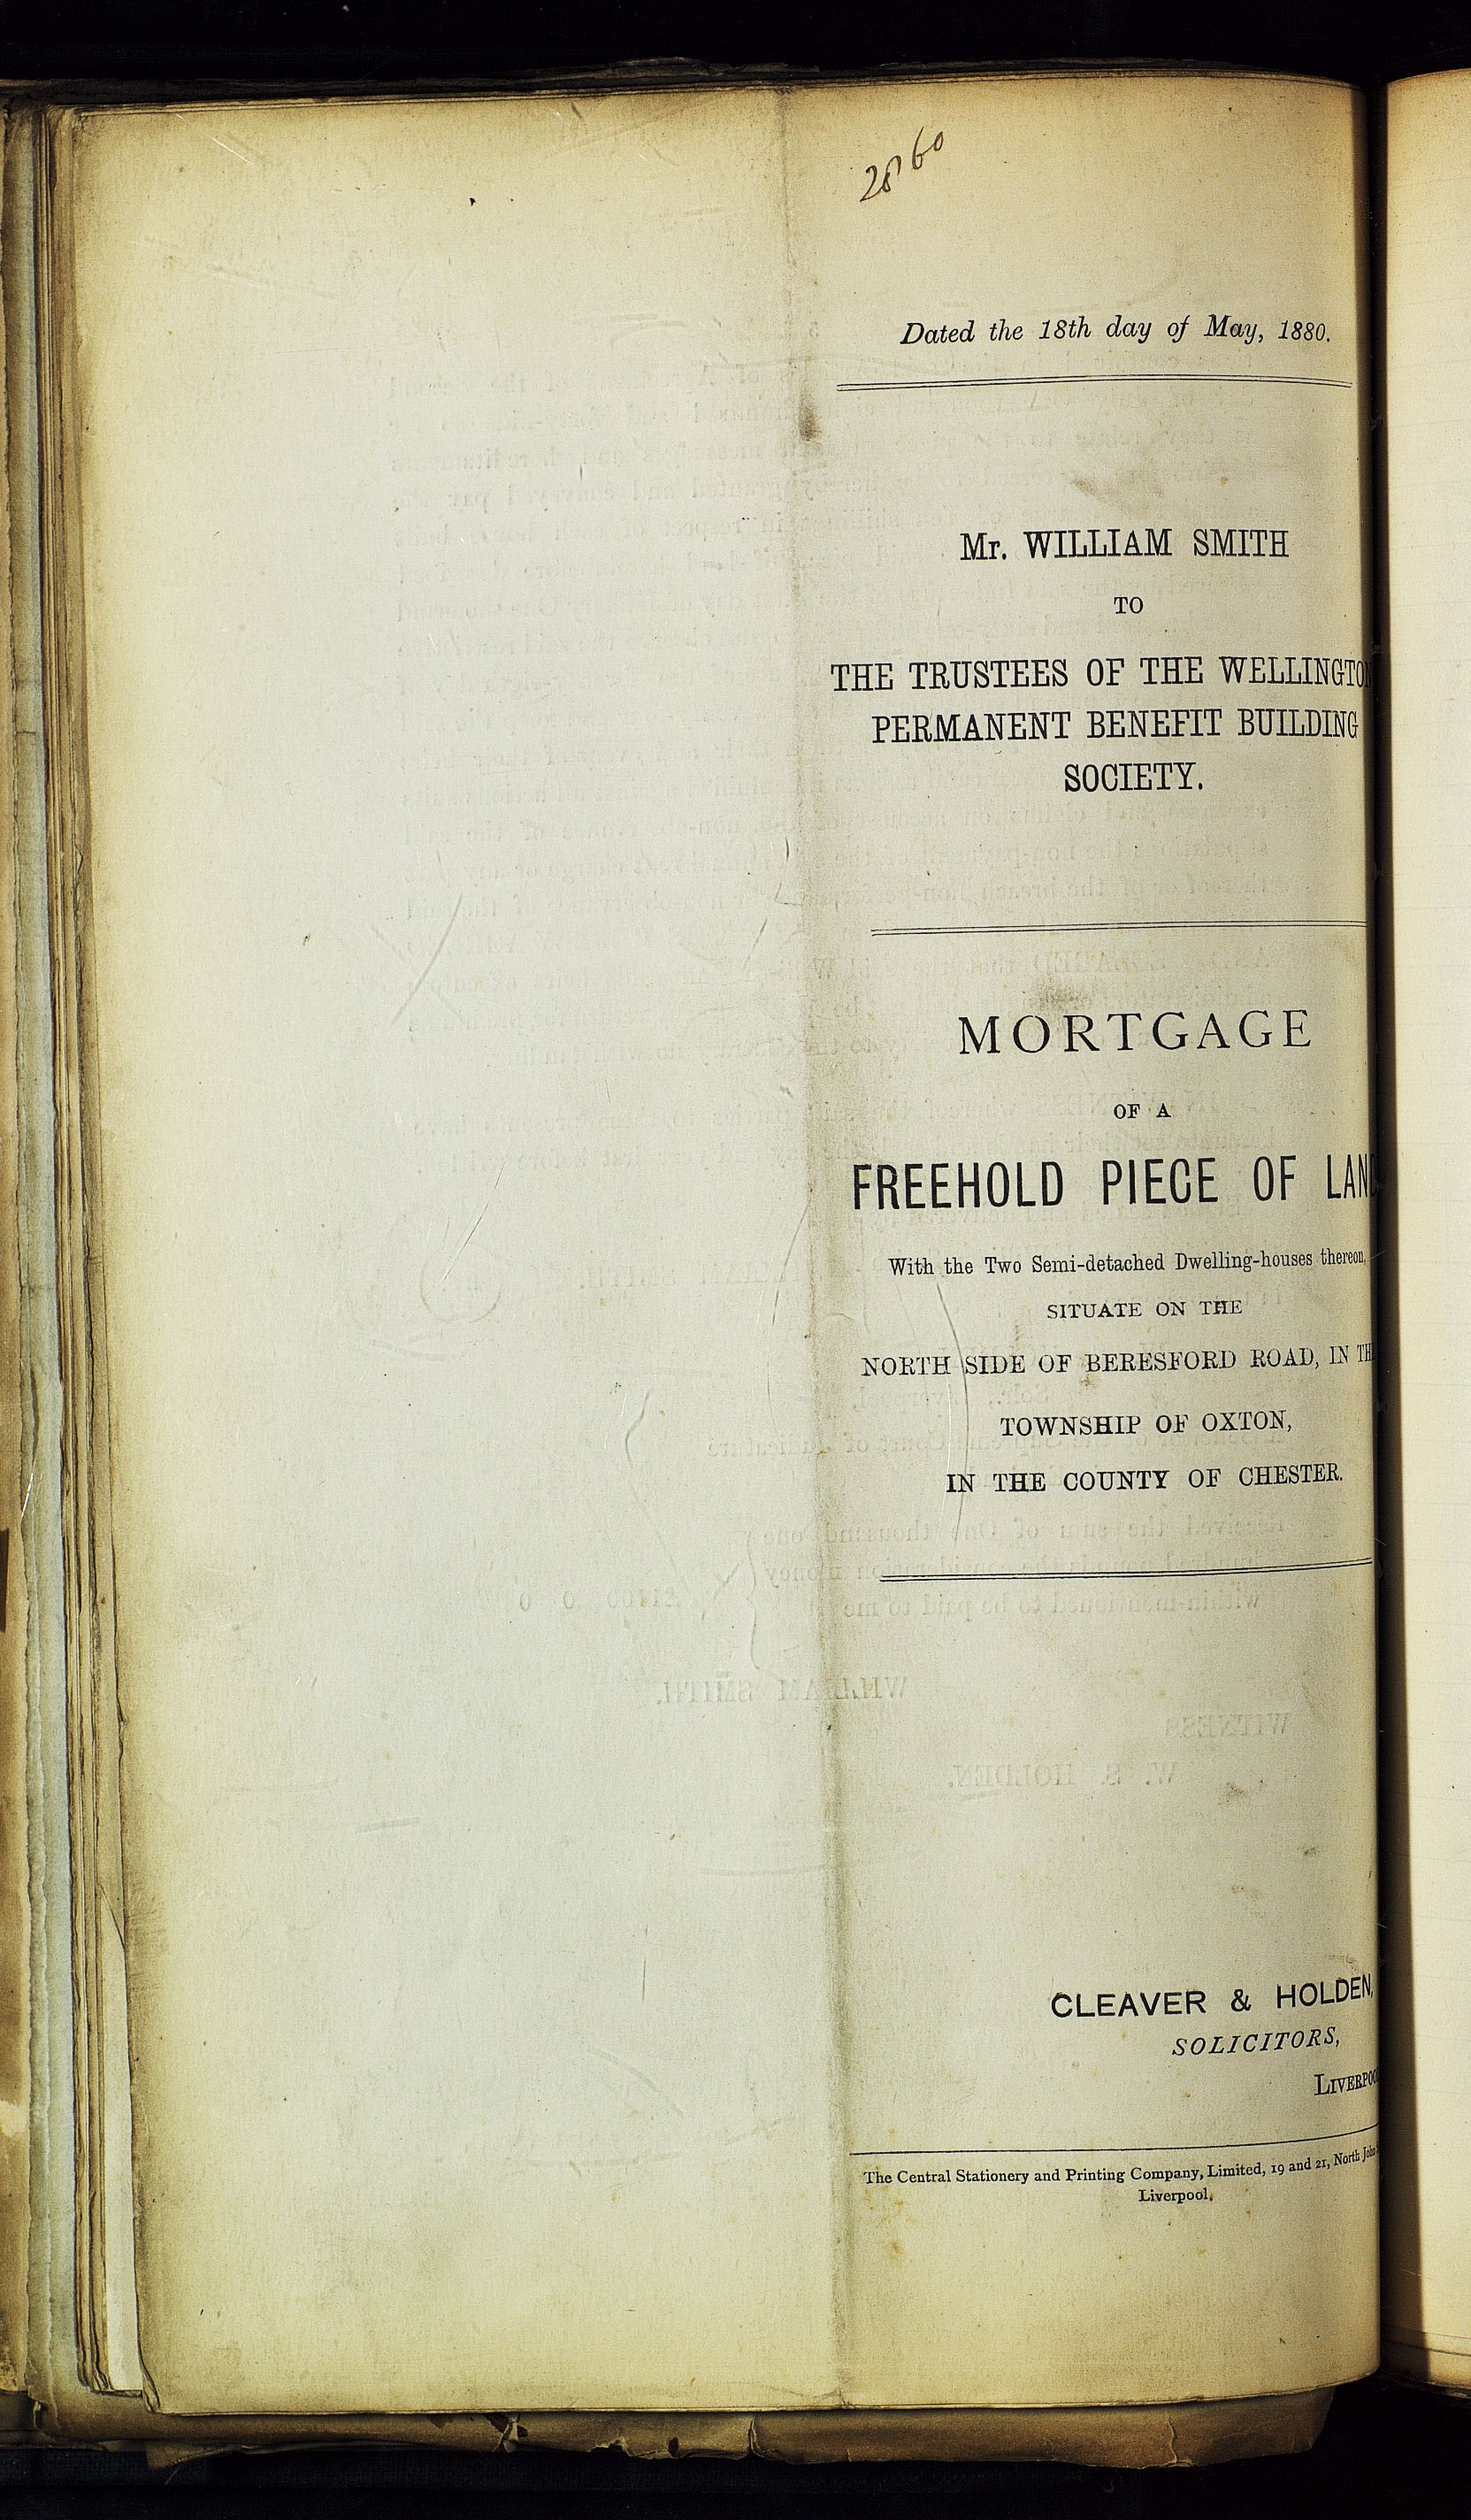 2860
Dated the 18th day of May, 1880.
Mr. WILLIAM SMITH
TO
THE TRUSTEES OF THE WELLINGTON
PERMANENT BENEFIT BUILDING
SOCIETY.
MORTGAGE
OF A
FREEHOLD PIECE OF LAND
With the Two Semi-detached Dwelling-houses thereon,
SITUATE ON THE
NORTH SIDE OF BERESFORD ROAD, IN THE
TOWNSHIP OF OXTON,
IN THE COUNTY OF CHESTER.
CLEAVER & HOLDEN,
SOLICITORS,
LIVERPOOL
The Central Stationery and Printing Company, Limited, 19 and 21, North John
Liverpool.